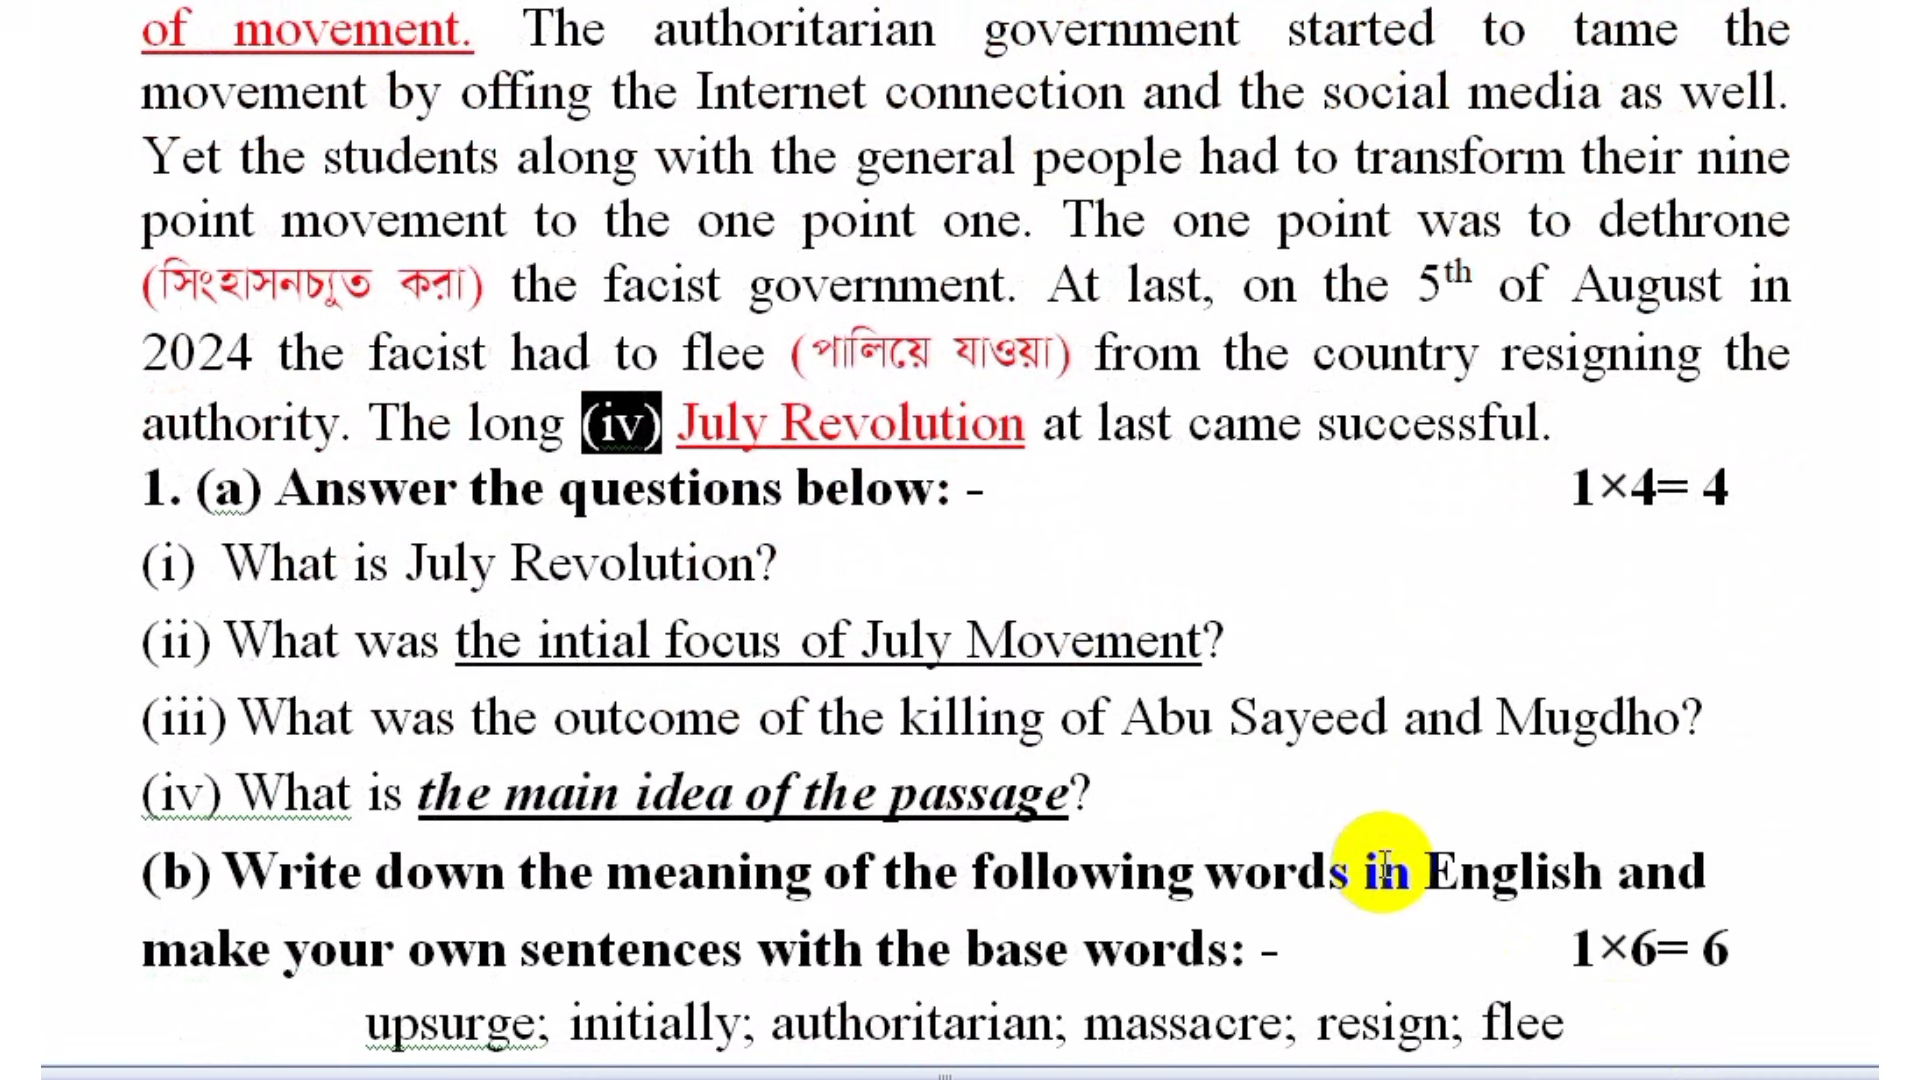 of movement. The authoritarian government started to tame the
movement by offing the Internet connection and the social media as well.
Yet the students along with the general people had to transform their nine
point movement to the one point one. The one point was to dethrone
(সিংহাসনচ্যুত করা) the facist government. At last, on the 5th of August in
2024 the facist had to flee (পালিয়ে যাওয়া) from the country resigning the
authority. The long (iv) July Revolution at last came successful.
1. (a) Answer the questions below: - 1×4= 4
(i) What is July Revolution?
(ii) What was the intial focus of July Movement?
(iii) What was the outcome of the killing of Abu Sayeed and Mugdho?
(iv) What is the main idea of the passage?
(b) Write down the meaning of the following words in English and
make your own sentences with the base words: - 1×6= 6
upsurge; initially; authoritarian; massacre; resign; flee